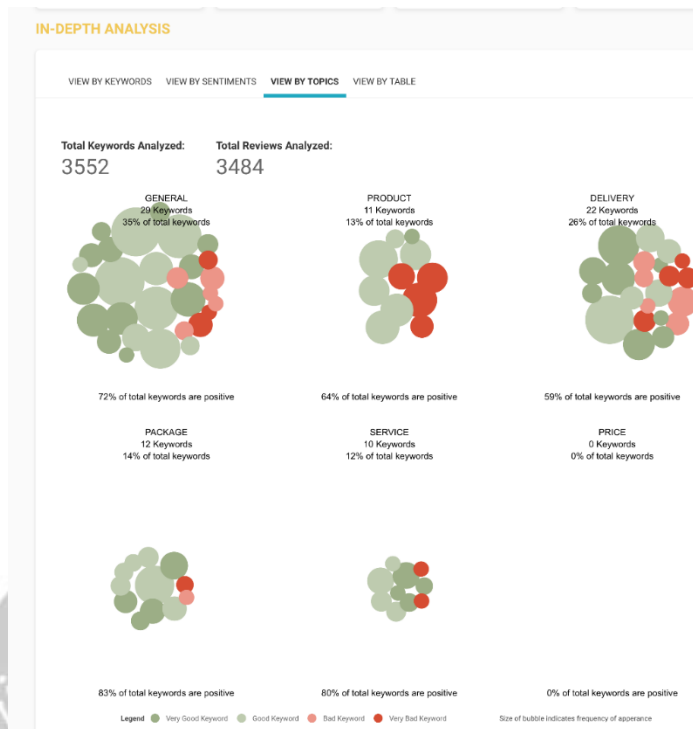 IN-DEPTH ANALYSIS
VIEW BY KEYWORDS VIEW BY SENTIMENTS VIEW BY TOPICS VIEW BY TABLE
Total Keywords Analyzed: Total Reviews Analyzed:
3552 3484
GENERAL PRODUCT DELIVERY
29 Keywords 11 Keywords 22 Keywords
35% of total keywords 13% of total keywords 26% of total keywords
72% of total keywords are positive 64% of total keywords are positive 59% of total keywords are positive
PACKAGE SERVICE PRICE
12 Keywords 10 Keywords 0 Keywords
14% of total keywords 12% of total keywords 0% of total keywords
83% of total keywords are positive 80% of total keywords are positive 0% of total keywords are positive
Legend Very Good Keyword Good Keyword Bad Keyword Very Bad Keyword Size of bubble indicates frequency of apperance